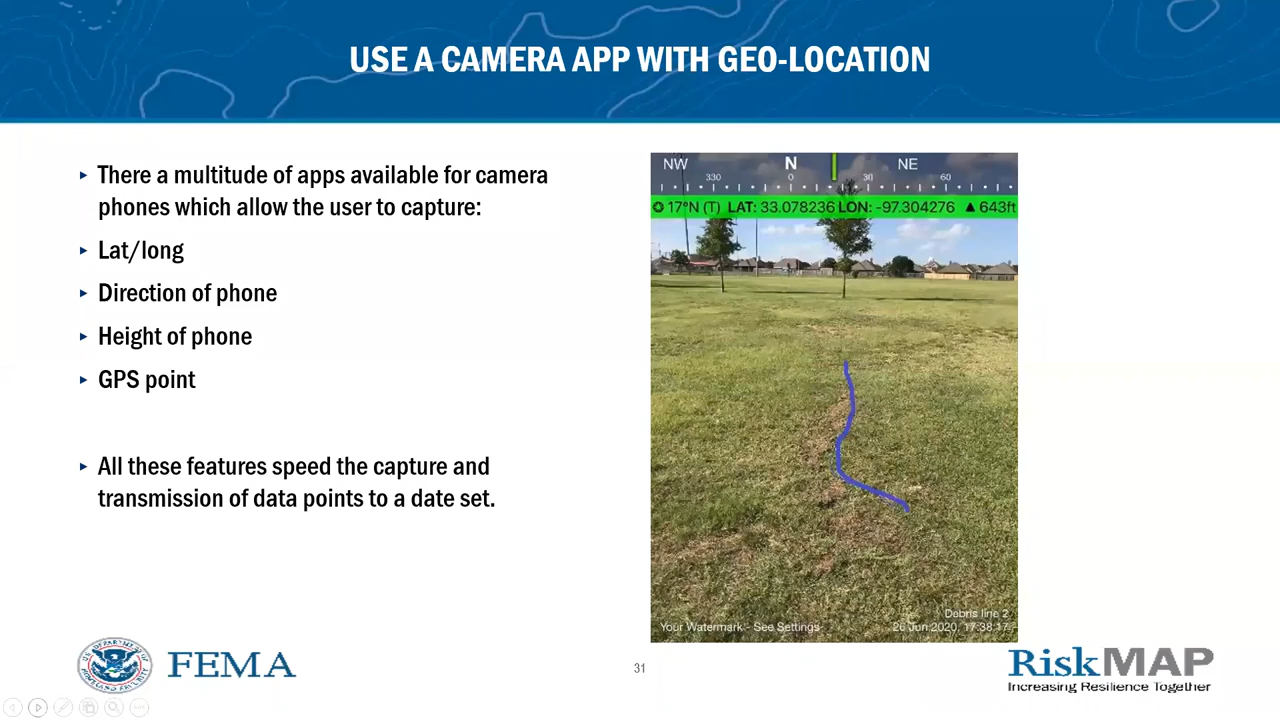 USE A CAMERA APP WITH GEO-LOCATION
There a multitude of apps available for camera
phones which allow the user to capture:
Lat/long
Direction of phone
Height of phone
GPS point
All these features speed the capture and
transmission of data points to a date set.
NW N NE
330 0 30 60
17°N (T) LAT: 33.078236 LON: -97.304276 ▲ 643ft
Debris line 2
Your Watermark - See Settings 26 Jun 2020, 17:38:17
FEMA
31
RiskMAP
Increasing Resilience Together